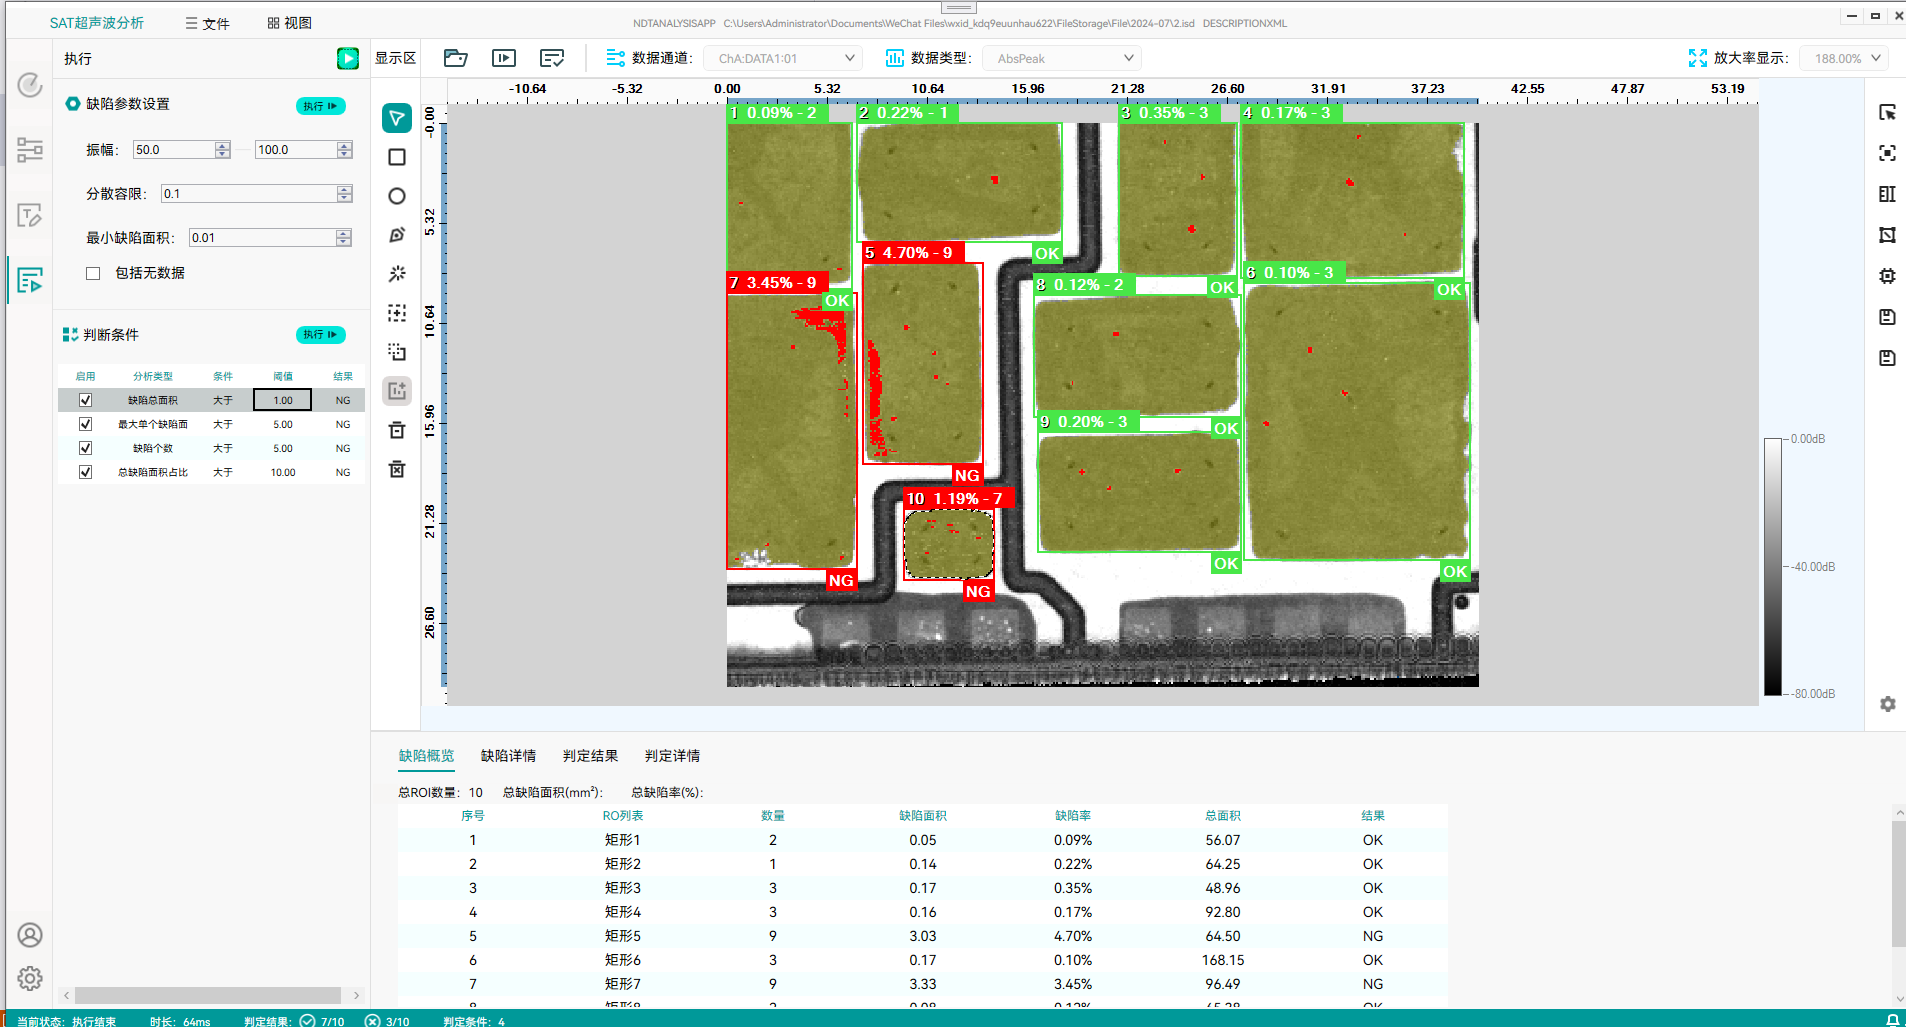 SAT超声波分析
文件
视图
NDTANALYSISAPP C:\Users\Administrator\Documents\WeChat Files\wxid_kdq9euunhau622\FileStorage\File\2024-07\2.isd DESCRIPTIONXML
执行
显示区
数据通道:
ChA:DATA1:01
数据类型:
AbsPeak
放大率显示:
188.00%
缺陷参数设置
执行
振幅:
50.0
100.0
分散容限:
0.1
最小缺陷面积:
0.01
包括无数据
判断条件
执行
启用 分析类型 条件 阈值 结果
缺陷总面积 大于 1.00 NG
最大单个缺陷面 大于 5.00 NG
缺陷个数 大于 5.00 NG
总缺陷面积占比 大于 10.00 NG
-10.64 -5.32 0.00 5.32 10.64 15.96 21.28 26.60 31.91 37.23 42.55 47.87 53.19
-0.00
5.32
10.64
15.96
21.28
26.60
1 0.09% - 2
2 0.22% - 1
3 0.35% - 3
4 0.17% - 3
OK
5 4.70% - 9
6 0.10% - 3
7 3.45% - 9
8 0.12% - 2
OK
OK
OK
9 0.20% - 3
OK
NG
10 1.19% - 7
OK
OK
NG
NG
0.00dB
-40.00dB
-80.00dB
缺陷概览 缺陷详情 判定结果 判定详情
总ROI数量: 10 总缺陷面积(mm²): 总缺陷率(%):
序号 RO列表 数量 缺陷面积 缺陷率 总面积 结果
1 矩形1 2 0.05 0.09% 56.07 OK
2 矩形2 1 0.14 0.22% 64.25 OK
3 矩形3 3 0.17 0.35% 48.96 OK
4 矩形4 3 0.16 0.17% 92.80 OK
5 矩形5 9 3.03 4.70% 64.50 NG
6 矩形6 3 0.17 0.10% 168.15 OK
7 矩形7 9 3.33 3.45% 96.49 NG
当前状态: 执行结束 时长: 64ms 判定结果: 7/10 3/10 判定条件: 4